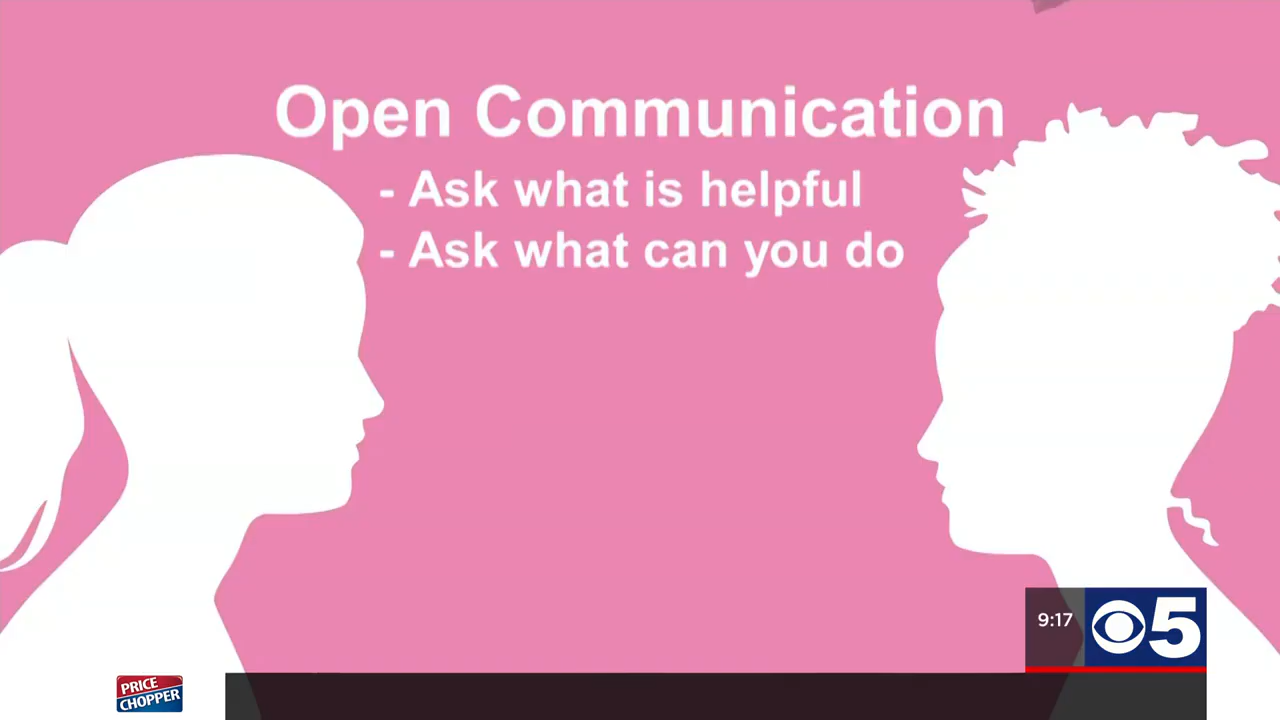 Open Communication
- Ask what is helpful
- Ask what can you do
9:17
5
PRICE
CHOPPER